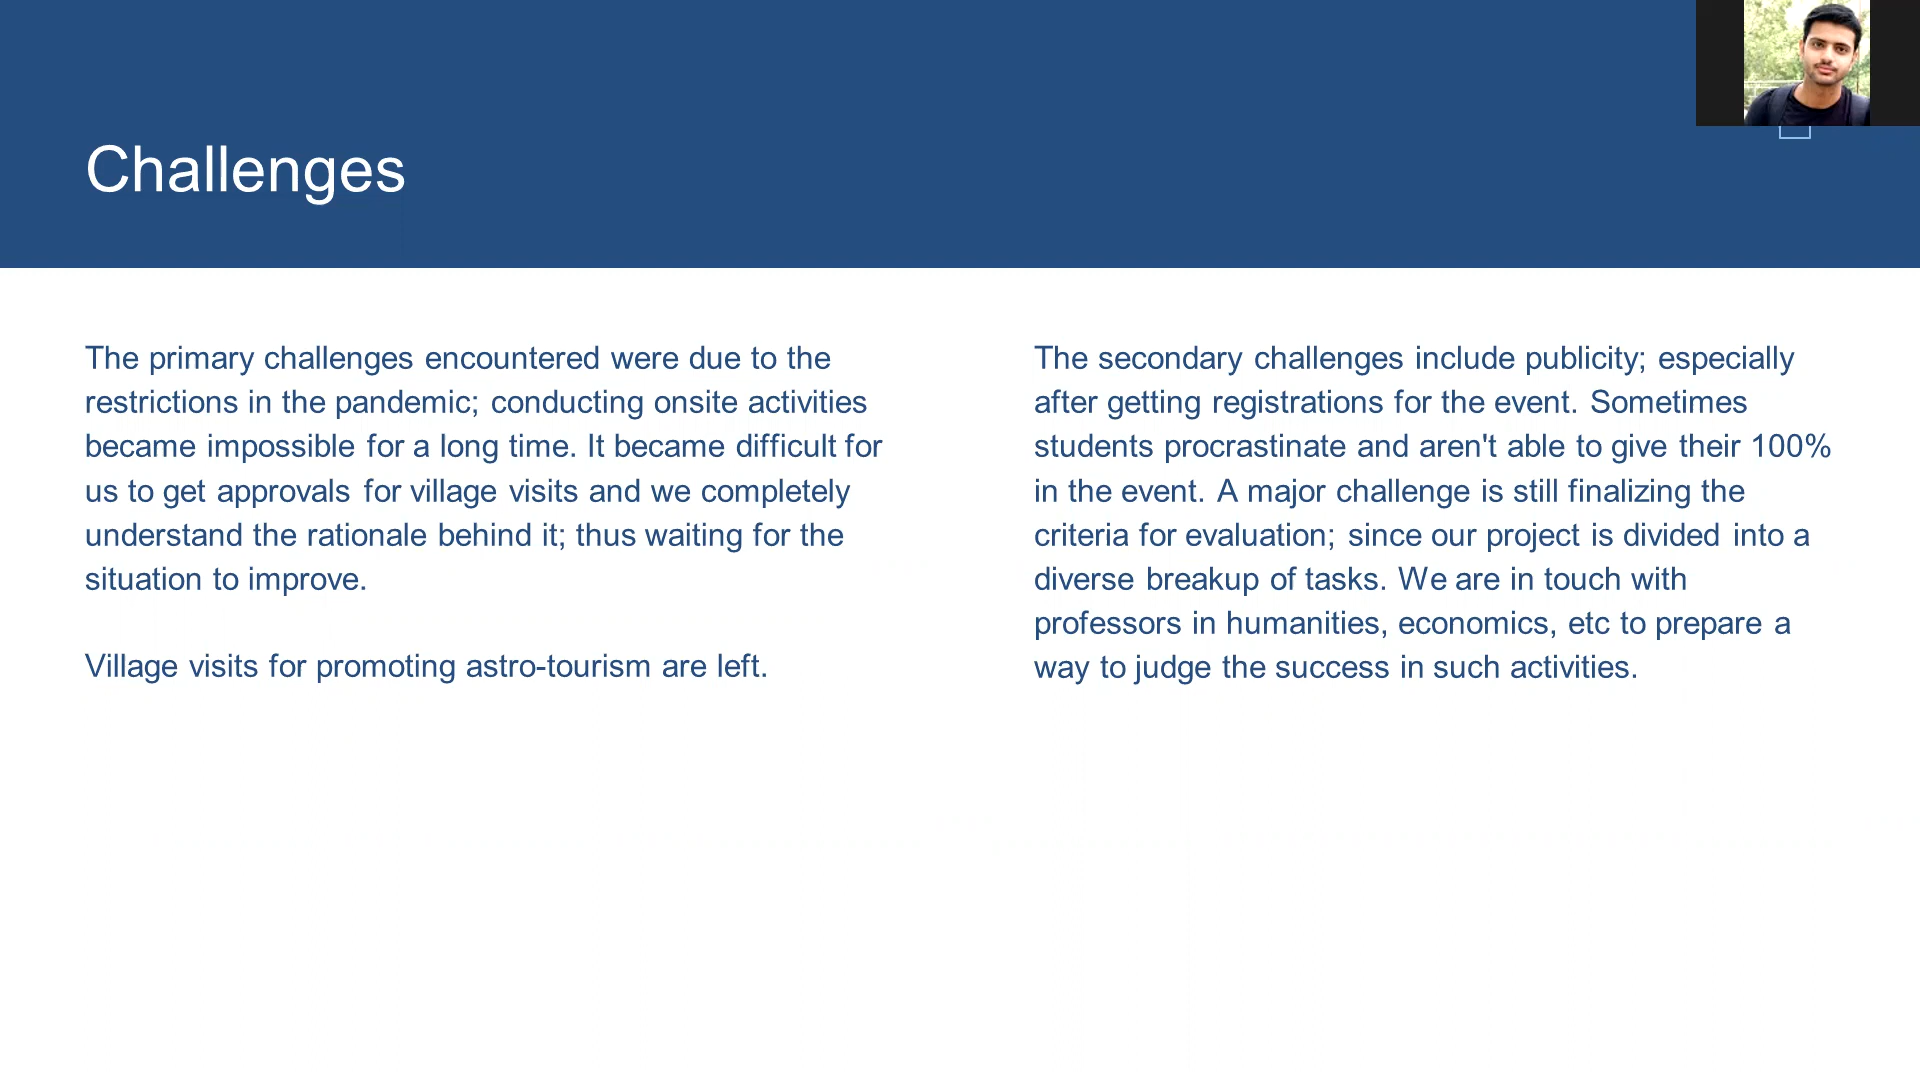 Challenges
The primary challenges encountered were due to the
restrictions in the pandemic; conducting onsite activities
became impossible for a long time. It became difficult for
us to get approvals for village visits and we completely
understand the rationale behind it; thus waiting for the
situation to improve.
Village visits for promoting astro-tourism are left.
The secondary challenges include publicity; especially
after getting registrations for the event. Sometimes
students procrastinate and aren't able to give their 100%
in the event. A major challenge is still finalizing the
criteria for evaluation; since our project is divided into a
diverse breakup of tasks. We are in touch with
professors in humanities, economics, etc to prepare a
way to judge the success in such activities.